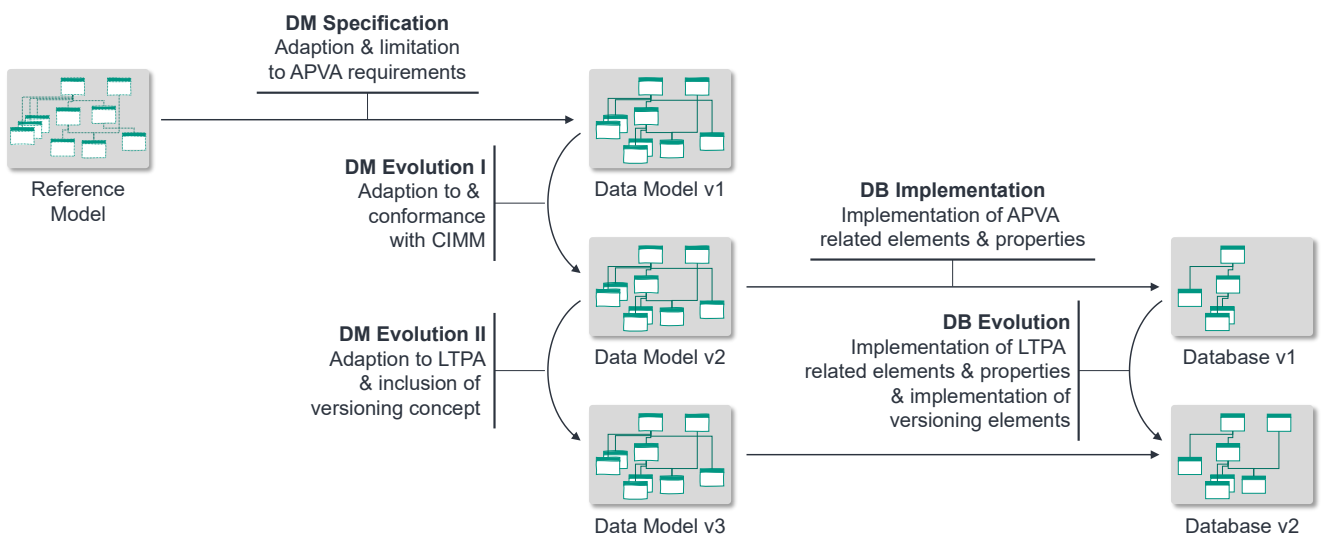 DM Specification
Adaption & limitation
to APVA requirements
Reference
Model
DM Evolution I
Adaption to &
conformance
with CIMM
Data Model v1
DB Implementation
Implementation of APVA
related elements & properties
DM Evolution II
Adaption to LTPA
& inclusion of
versioning concept
Data Model v2
DB Evolution
Implementation of LTPA
related elements & properties
& implementation of
versioning elements
Database v1
Data Model v3
Database v2